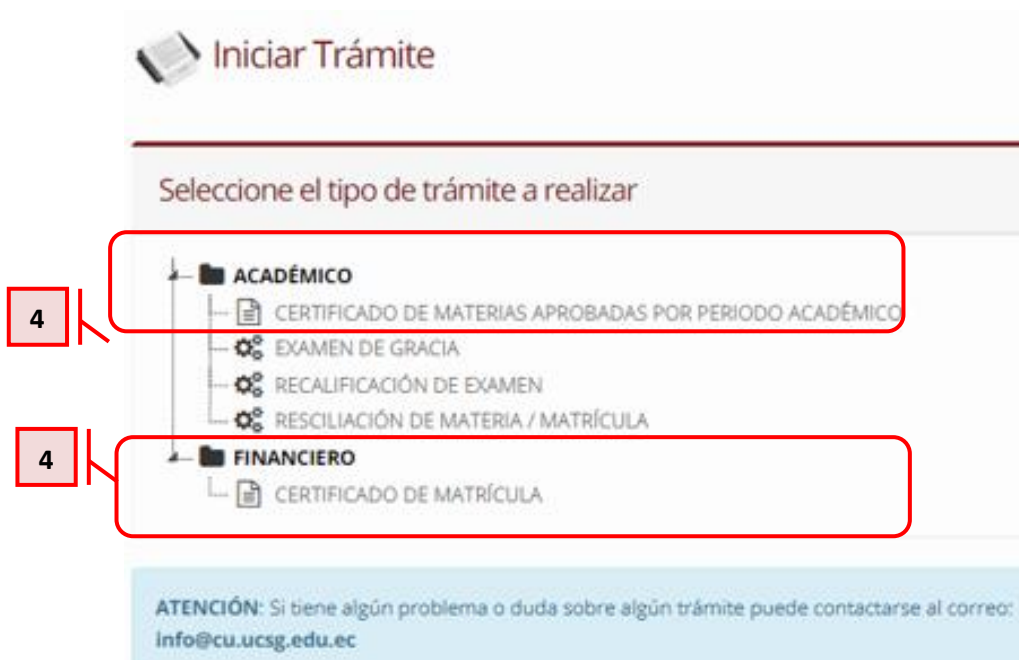 Iniciar Trámite
Seleccione el tipo de trámite a realizar
ACADÉMICO
4
CERTIFICADO DE MATERIAS APROBADAS POR PERIODO ACADÉMICO
EXAMEN DE GRACIA
RECALIFICACIÓN DE EXAMEN
RESCILIACIÓN DE MATERIA / MATRÍCULA
4
FINANCIERO
CERTIFICADO DE MATRÍCULA
ATENCIÓN: Si tiene algún problema o duda sobre algún trámite puede contactarse al correo:
info@cu.ucsg.edu.ec